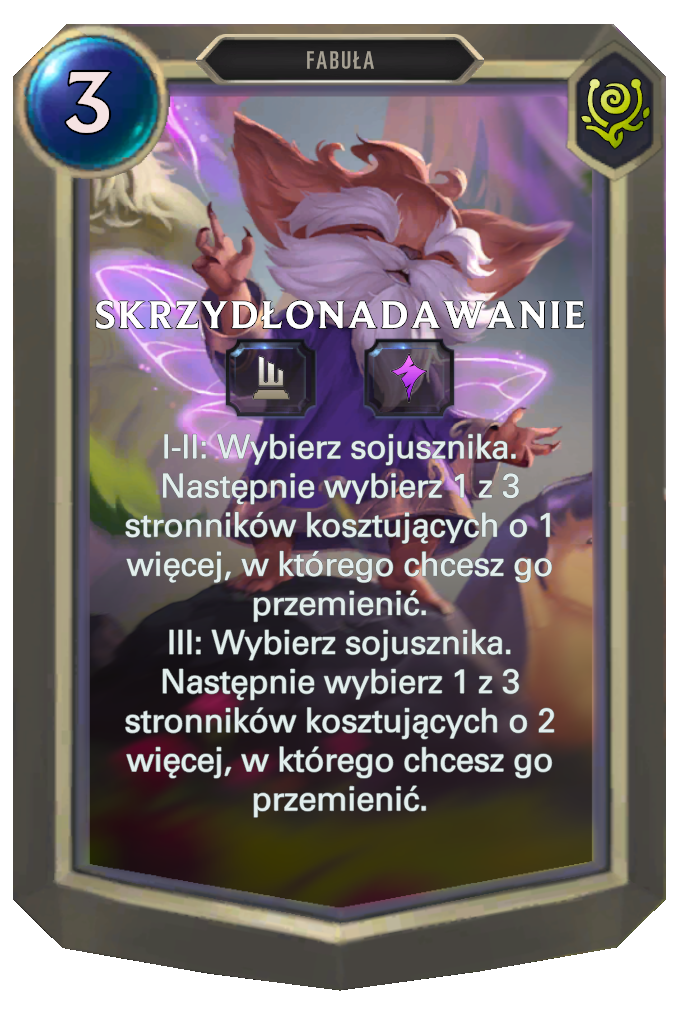 3
FABUŁA
SKRZYDŁONADAWANIE
I-II: Wybierz sojusznika.
Następnie wybierz 1 z 3
stronników kosztujących o 1
więcej, w którego chcesz go
przemienić.
III: Wybierz sojusznika.
Następnie wybierz 1 z 3
stronników kosztujących o 2
więcej, w którego chcesz go
przemienić.